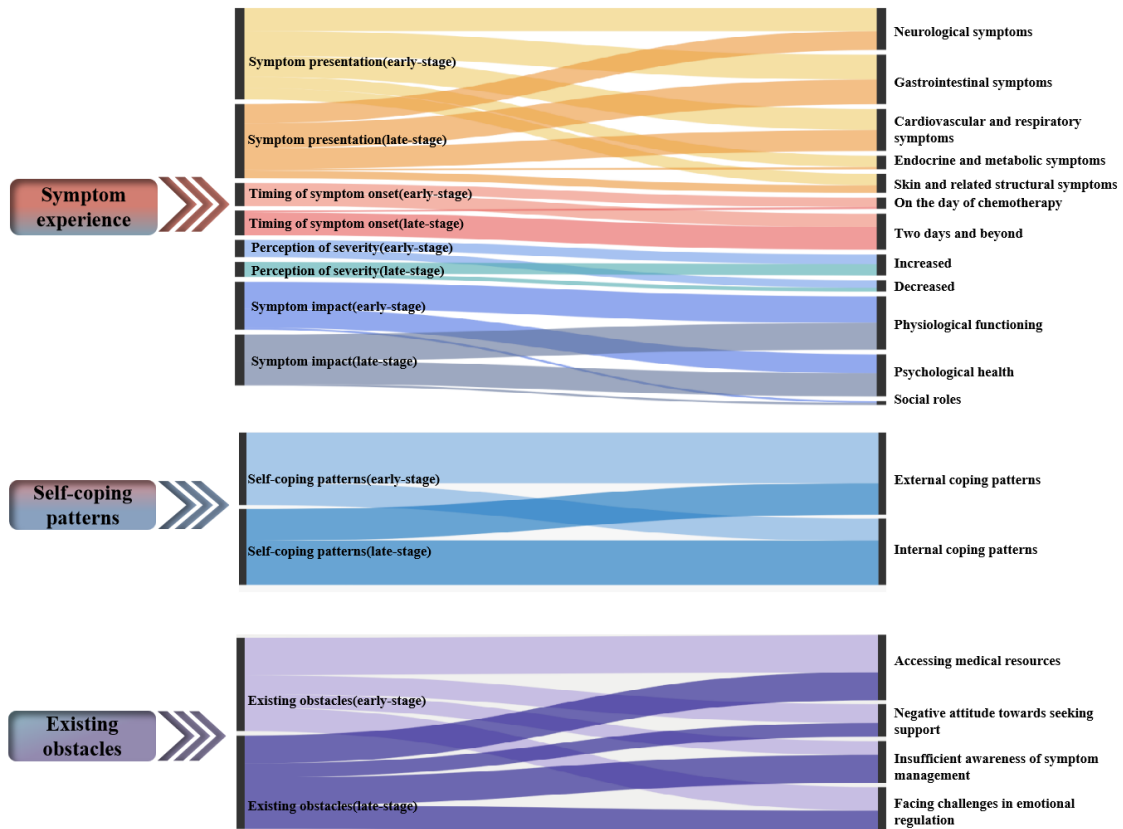 Symptom
experience
Symptom presentation(early-stage)
Symptom presentation(late-stage)
Timing of symptom onset(early-stage)
Timing of symptom onset(late-stage)
Perception of severity(early-stage)
Perception of severity(late-stage)
Symptom impact(early-stage)
Symptom impact(late-stage)
Neurological symptoms
Gastrointestinal symptoms
Cardiovascular and respiratory
symptoms
Endocrine and metabolic symptoms
Skin and related structural symptoms
On the day of chemotherapy
Two days and beyond
Increased
Decreased
Physiological functioning
Psychological health
Social roles
Self-coping
patterns
Self-coping patterns(early-stage)
Self-coping patterns(late-stage)
External coping patterns
Internal coping patterns
Existing
obstacles
Existing obstacles(early-stage)
Existing obstacles(late-stage)
Accessing medical resources
Negative attitude towards seeking
support
Insufficient awareness of symptom
management
Facing challenges in emotional
regulation